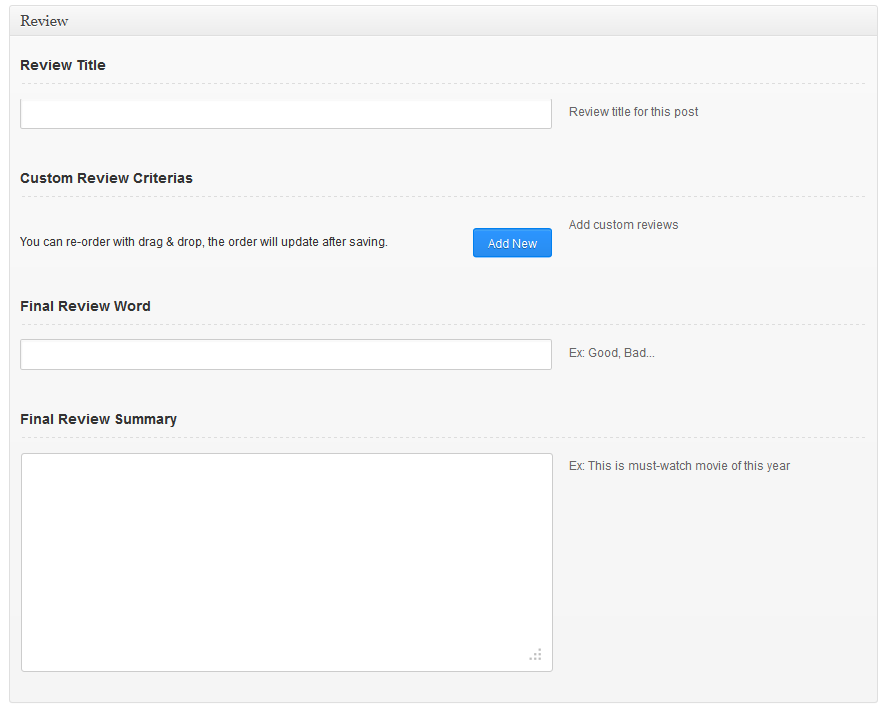 Review
Review Title
Review title for this post
Custom Review Criterias
Add custom reviews
You can re-order with drag & drop, the order will update after saving.
Add New
Final Review Word
Ex: Good, Bad...
Final Review Summary
Ex: This is must-watch movie of this year